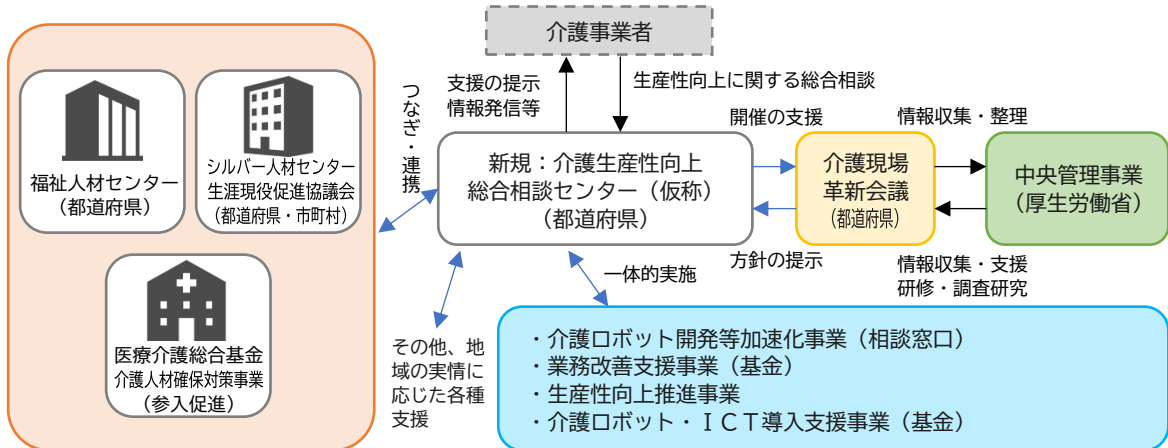 介護事業者
支援の提示
情報発信等
生産性向上に関する総合相談
つなぎ・連携
開催の支援
情報収集・整理
福祉人材センター
（都道府県）
シルバー人材センター
生涯現役促進協議会
（都道府県・市町村）
新規：介護生産性向上
総合相談センター（仮称）
（都道府県）
介護現場
革新会議
（都道府県）
中央管理事業
（厚生労働省）
方針の提示
情報収集・支援
研修・調査研究
一体的実施
医療介護総合基金
介護人材確保対策事業
（参入促進）
その他、地
域の実情に
応じた各種
支援
・介護ロボット開発等加速化事業（相談窓口）
・業務改善支援事業（基金）
・生産性向上推進事業
・介護ロボット・ＩＣＴ導入支援事業（基金）